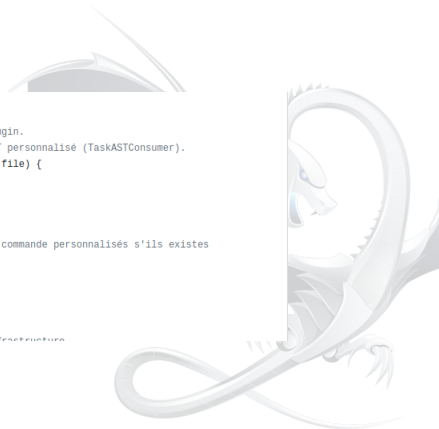 gin.
personnalisé (TaskASTConsumer).
file) {
commande personnalisés s'ils existes